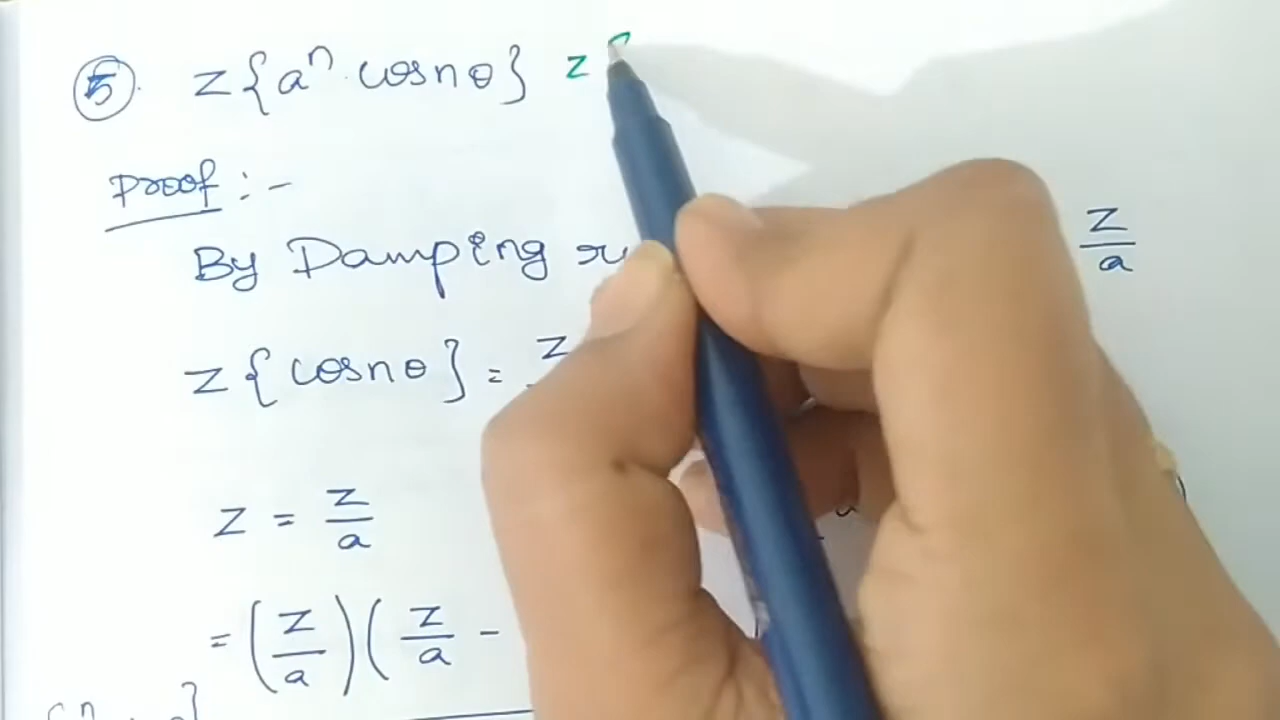 5 z{aⁿ. cosnθ} z
Proof :-
By Damping z/a
z{cosnθ} = z
z = z/a
= (z/a)(z/a -